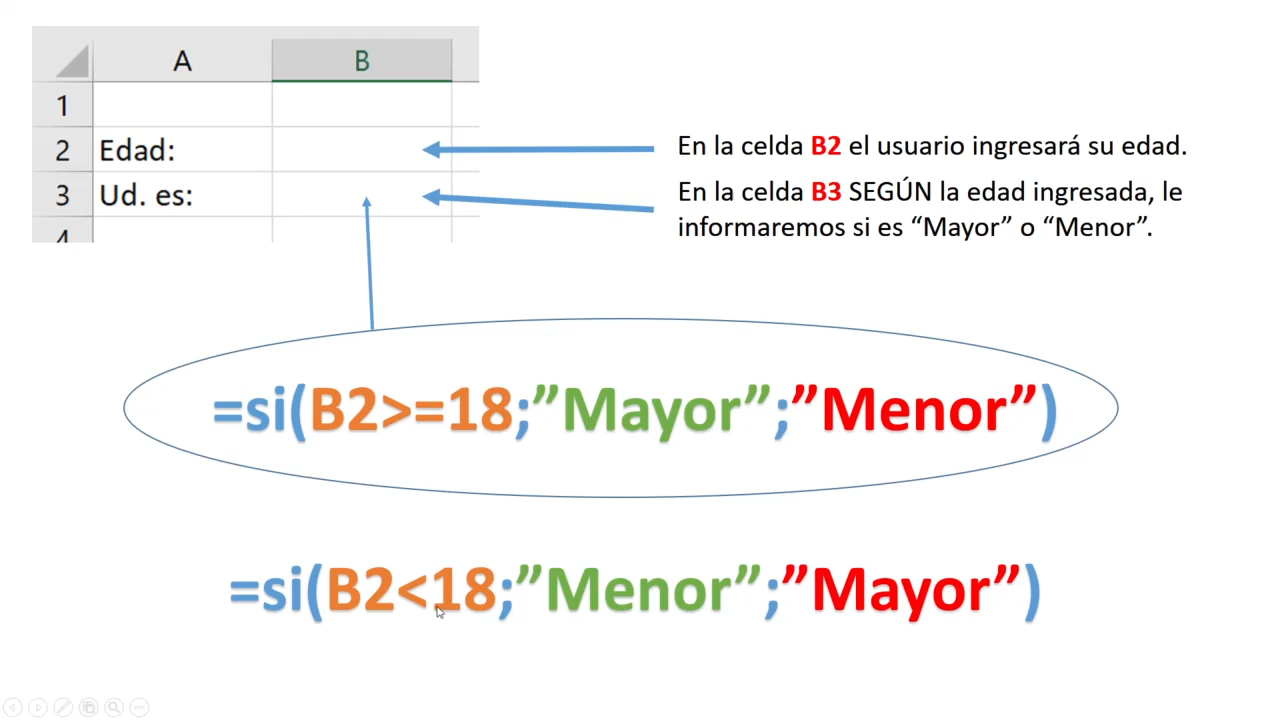 A B
1
2 Edad:
3 Ud. es:
4
En la celda B2 el usuario ingresará su edad.
En la celda B3 SEGÚN la edad ingresada, le
informaremos si es “Mayor” o “Menor”.
=si(B2>=18;”Mayor”;”Menor”)
=si(B2<18;”Menor”;”Mayor”)